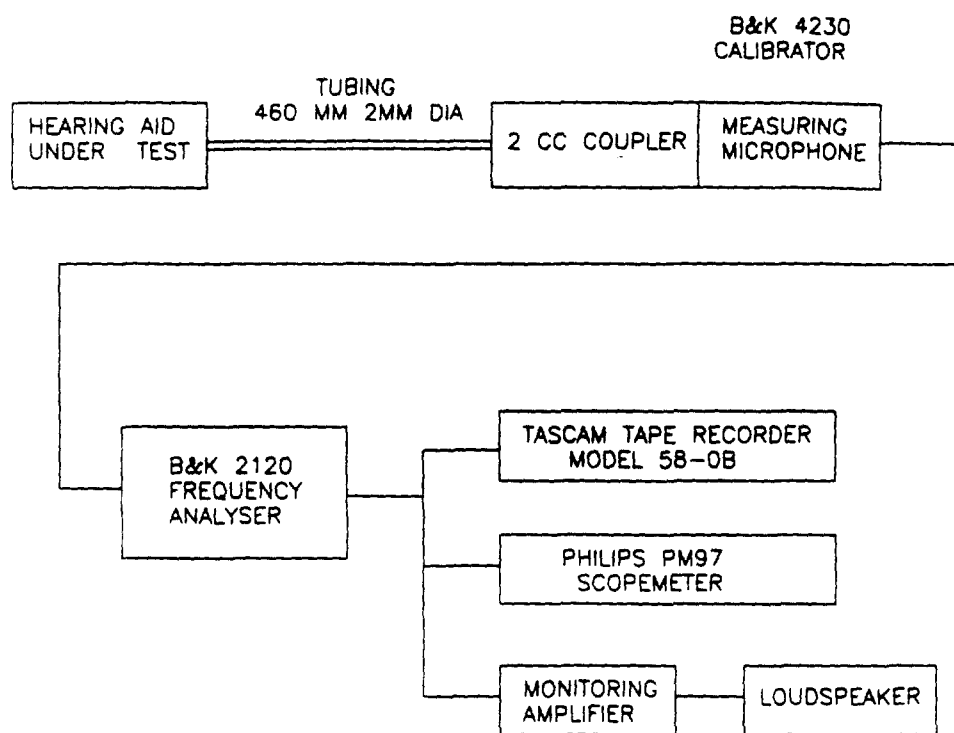 B&K 4230
CALIBRATOR
TUBING
460 MM 2MM DIA
HEARING AID
UNDER TEST
2 CC COUPLER
MEASURING
MICROPHONE
B&K 2120
FREQUENCY
ANALYSER
TASCAM TAPE RECORDER
MODEL 58-OB
PHILIPS PM97
SCOPEMETER
MONITORING
AMPLIFIER
LOUDSPEAKER